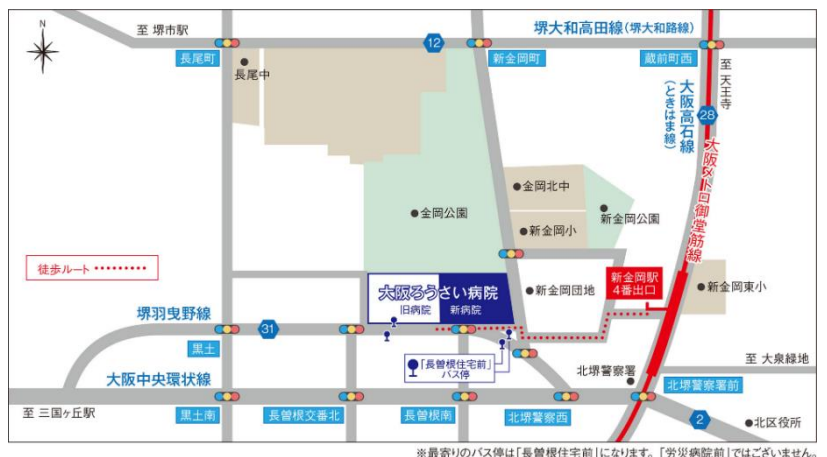 N
至 堺市駅
長尾町
長尾中
12
新金岡町
堺大和高田線(堺大和路線)
蔵前町西
至 天王寺
大阪高石線
(ときはま線)
28
大阪メトロ御堂筋線
金岡北中
金岡公園
新金岡小
新金岡公園
徒歩ルート
新金岡駅
4番出口
新金岡東小
大阪ろうさい病院
旧病院
新病院
新金岡団地
堺羽曳野線
31
黒土
「長曽根住宅前」
バス停
北堺警察署
至 大泉緑地
大阪中央環状線
北堺警察署前
至 三国ヶ丘駅
黒土南
長曽根交番北
長曽根南
北堺警察西
2
北区役所
※最寄りのバス停は「長曽根住宅前」になります。「労災病院前」ではございません。